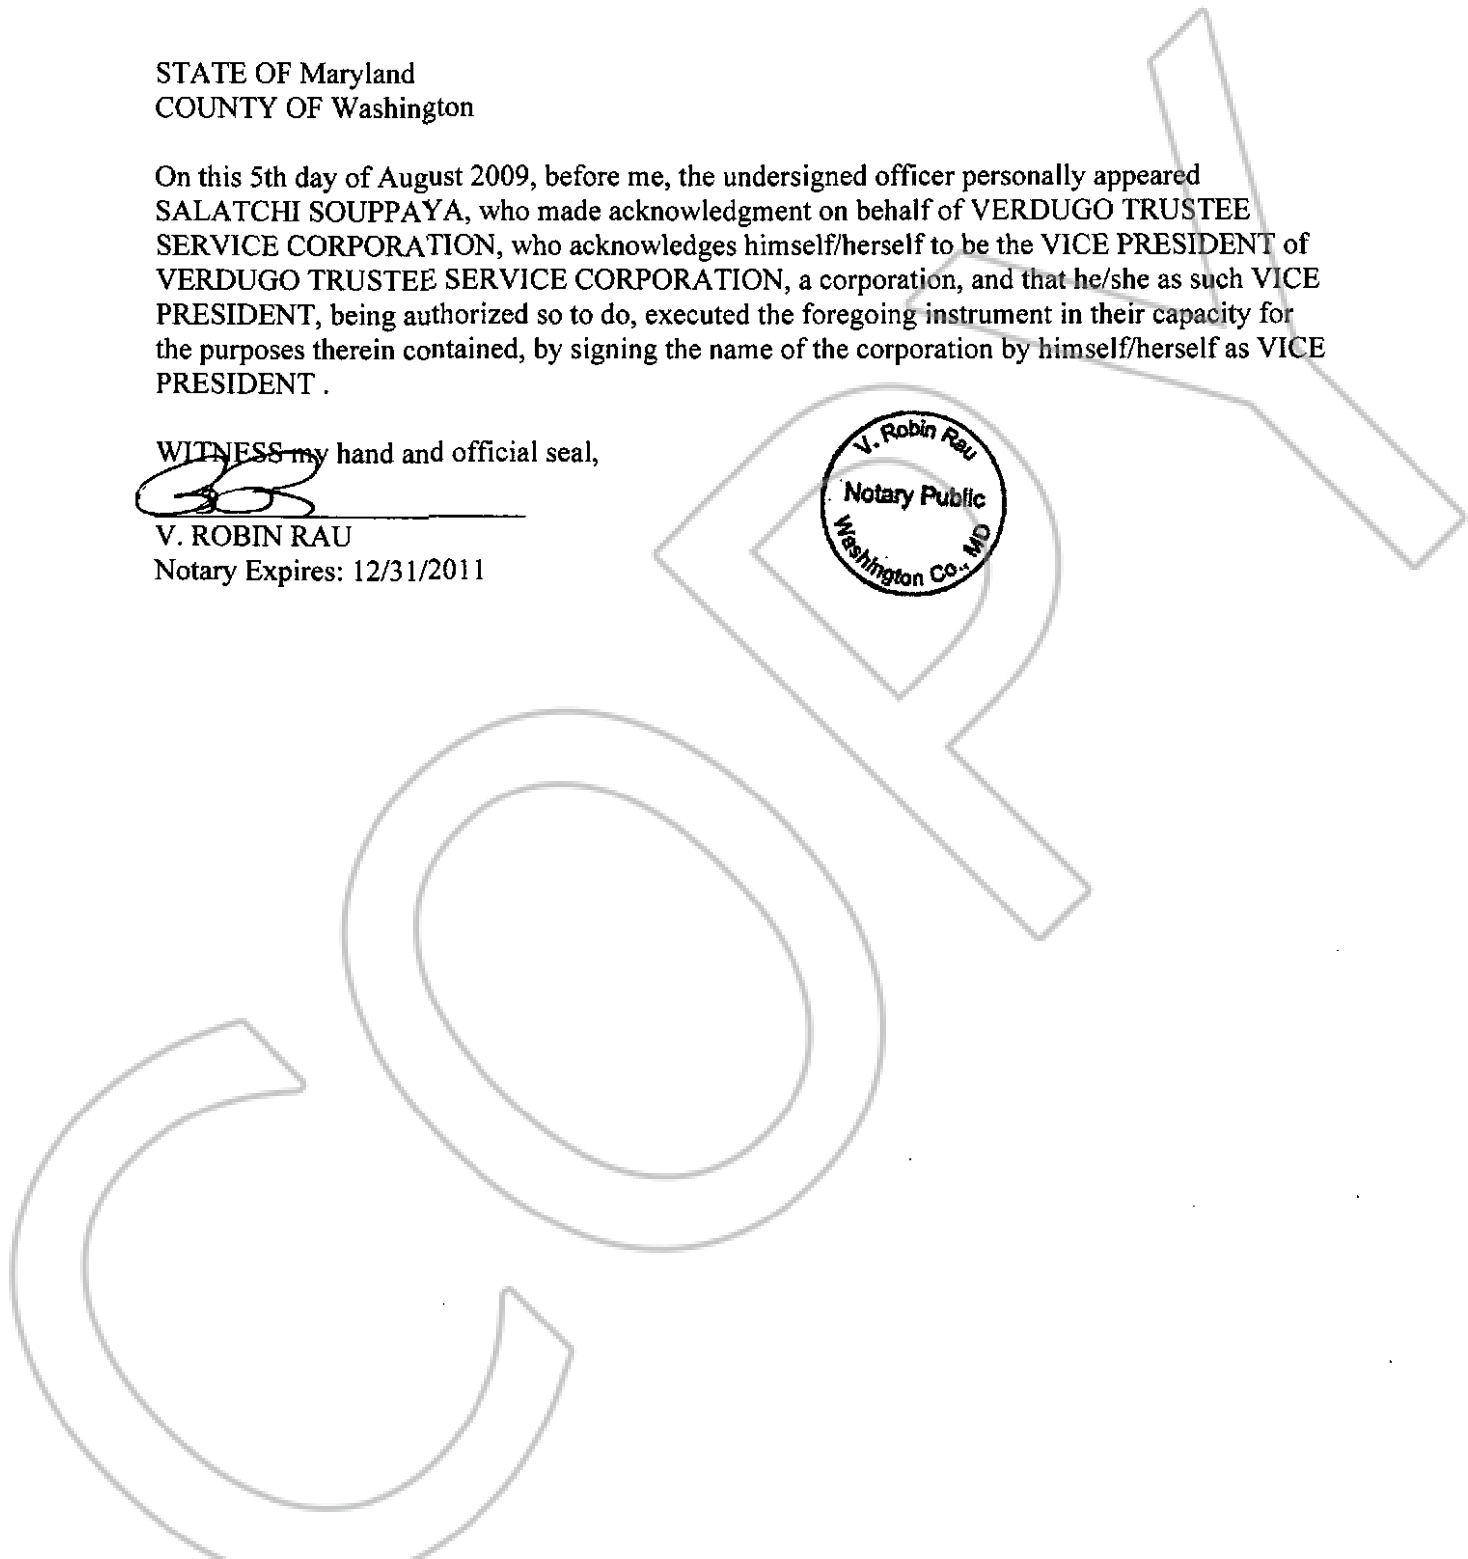 STATE OF Maryland
COUNTY OF Washington
On this 5th day of August 2009, before me, the undersigned officer personally appeared
SALATCHI SOUPPAYA, who made acknowledgment on behalf of VERDUGO TRUSTEE
SERVICE CORPORATION, who acknowledges himself/herself to be the VICE PRESIDENT of
VERDUGO TRUSTEE SERVICE CORPORATION, a corporation, and that he/she as such VICE
PRESIDENT, being authorized so to do, executed the foregoing instrument in their capacity for
the purposes therein contained, by signing the name of the corporation by himself/herself as VICE
PRESIDENT .
WITNESS my hand and official seal,
V. ROBIN RAU
Notary Expires: 12/31/2011
V. Robin Rau
Notary Public
Washington Co., MD
COPY